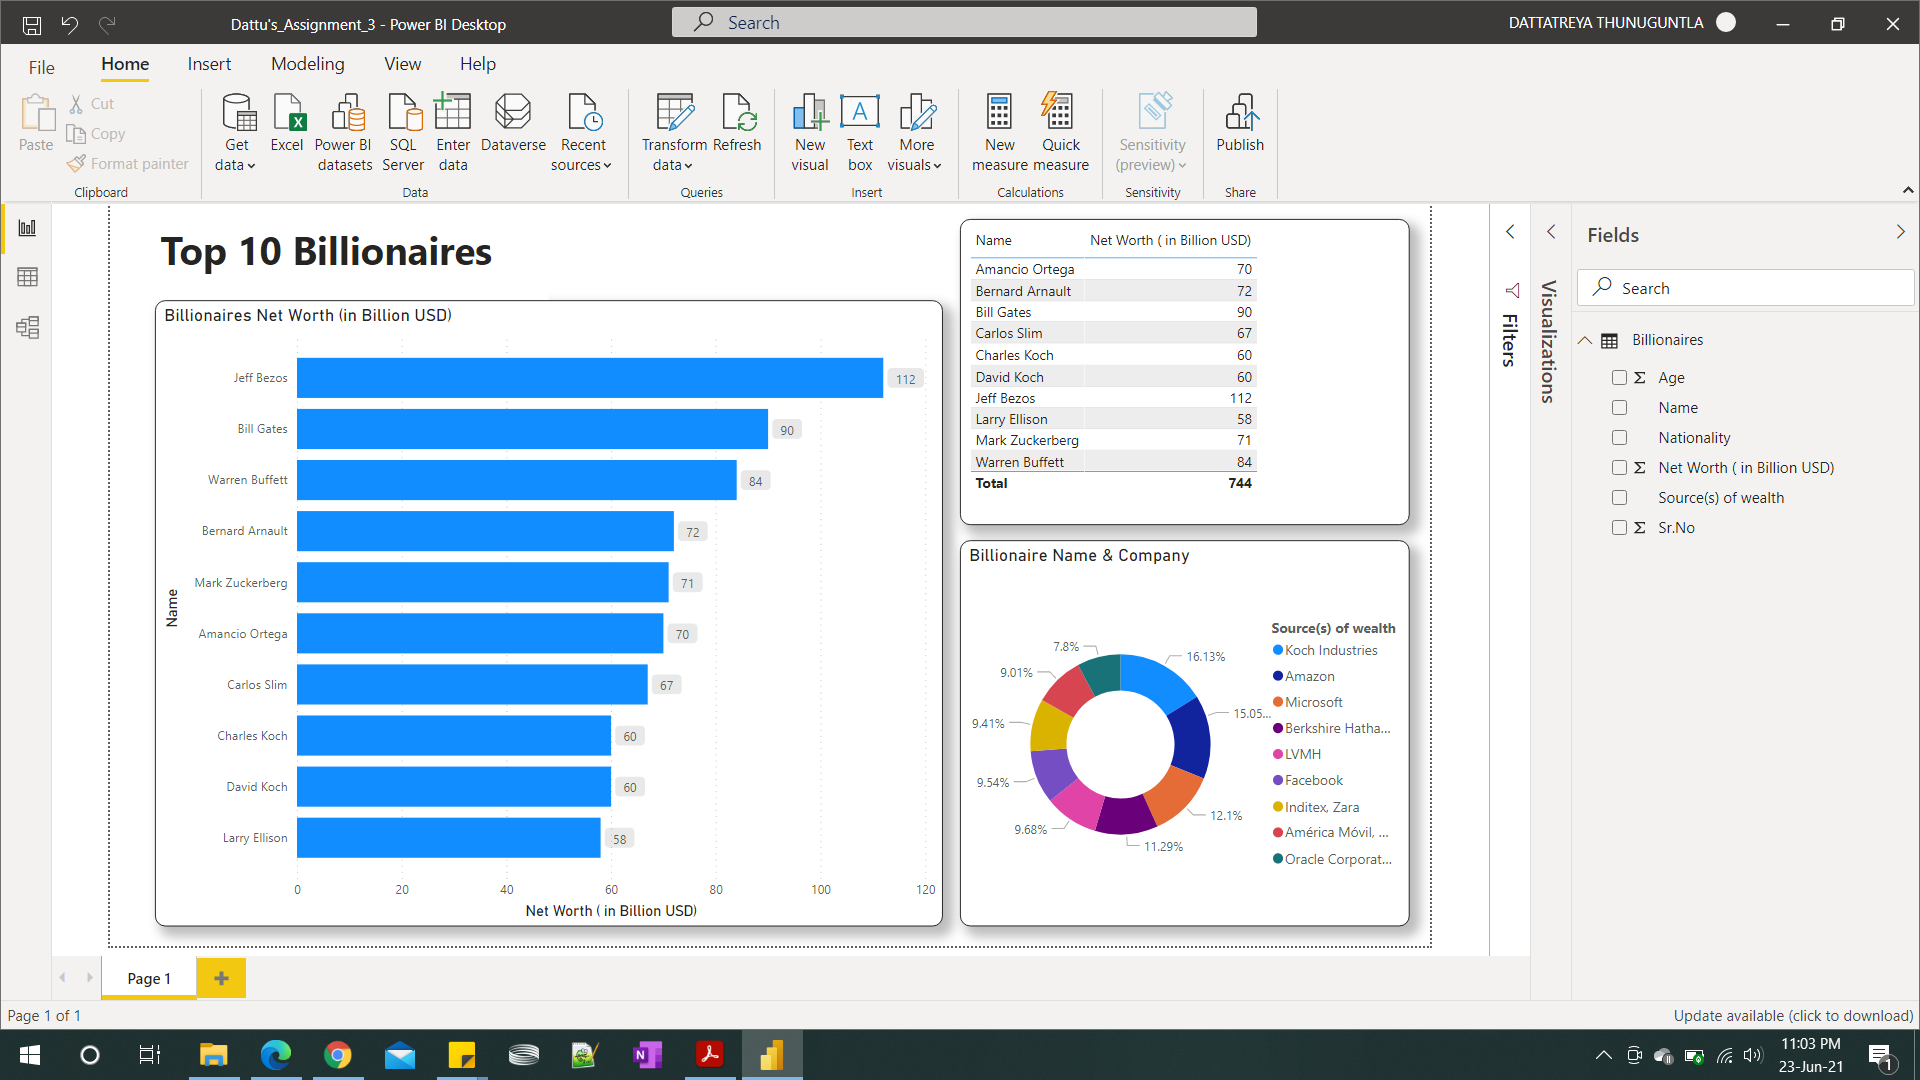 Dattu's_Assignment_3 - Power BI Desktop
Search
DATTATREYA THUNUGUNTLA
File Home Insert Modeling View Help
Paste
Cut
Copy
Format painter
Clipboard
Get data
Excel
Power BI datasets
SQL Server
Enter data
Dataverse
Recent sources
Data
Transform data
Refresh
Queries
New visual
Text box
More visuals
Insert
New measure
Quick measure
Calculations
Sensitivity (preview)
Sensitivity
Publish
Share
Top 10 Billionaires
Billionaires Net Worth (in Billion USD)
Name
Jeff Bezos 112
Bill Gates 90
Warren Buffett 84
Bernard Arnault 72
Mark Zuckerberg 71
Amancio Ortega 70
Carlos Slim 67
Charles Koch 60
David Koch 60
Larry Ellison 58
0 20 40 60 80 100 120
Net Worth ( in Billion USD)
Name Net Worth ( in Billion USD)
Amancio Ortega 70
Bernard Arnault 72
Bill Gates 90
Carlos Slim 67
Charles Koch 60
David Koch 60
Jeff Bezos 112
Larry Ellison 58
Mark Zuckerberg 71
Warren Buffett 84
Total 744
Billionaire Name & Company
16.13%
15.05...
12.1%
11.29%
9.68%
9.54%
9.41%
9.01%
7.8%
Source(s) of wealth
Koch Industries
Amazon
Microsoft
Berkshire Hatha...
LVMH
Facebook
Inditex, Zara
América Móvil, ...
Oracle Corporat...
Filters
Visualizations
Fields
Search
Billionaires
Age
Name
Nationality
Net Worth ( in Billion USD)
Source(s) of wealth
Sr.No
Page 1
Page 1 of 1
Update available (click to download)
11:03 PM
23-Jun-21
1